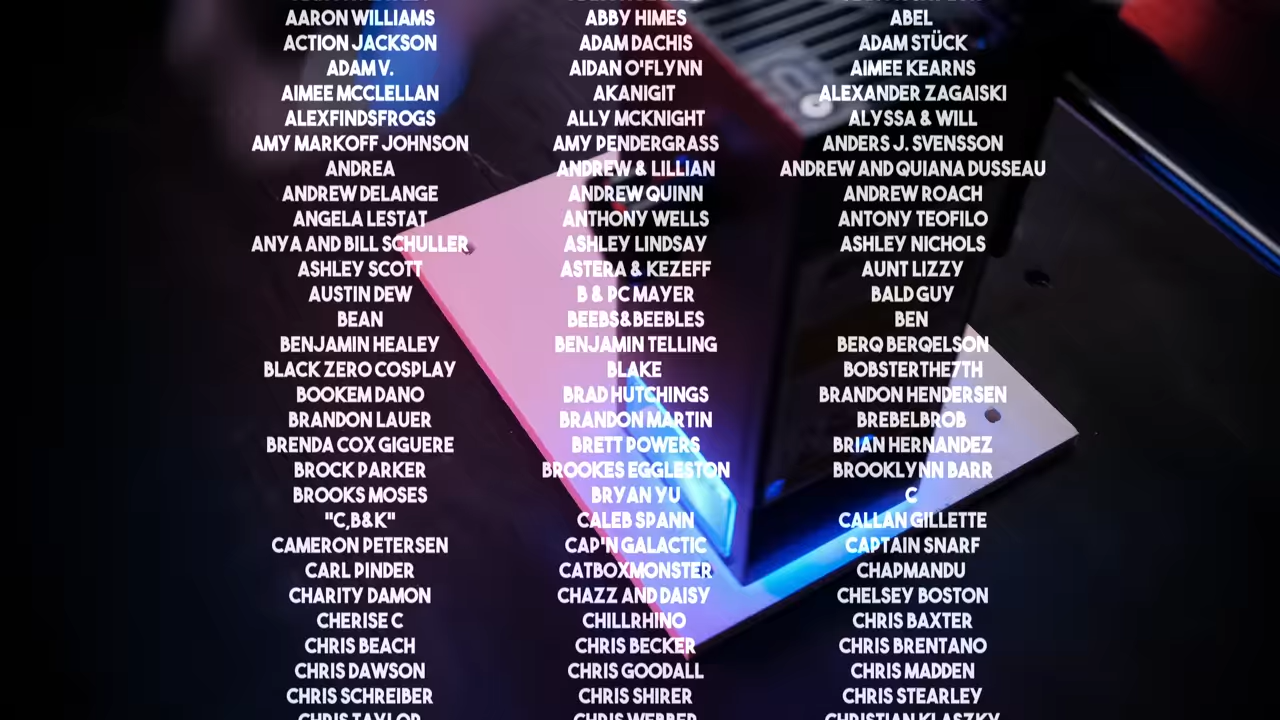 AARON WILLIAMS ABBY HIMES ABEL
ACTION JACKSON ADAM DACHIS ADAM STÜCK
ADAM V. AIDAN O'FLYNN AIMEE KEARNS
AIMEE MCCLELLAN AKANIGIT ALEXANDER ZAGAISKI
ALEXFINDSFROGS ALLY MCKNIGHT ALYSSA & WILL
AMY MARKOFF JOHNSON AMY PENDERGRASS ANDERS J. SVENSSON
ANDREA ANDREW & LILLIAN ANDREW AND QUIANA DUSSEAU
ANDREW DELANGE ANDREW QUINN ANDREW ROACH
ANGELA LESTAT ANTHONY WELLS ANTONY TEOFILO
ANYA AND BILL SCHULLER ASHLEY LINDSAY ASHLEY NICHOLS
ASHLEY SCOTT ASTERA & KEZEFF AUNT LIZZY
AUSTIN DEW B & PC MAYER BALD GUY
BEAN BEEBS&BEEBLES BEN
BENJAMIN HEALEY BENJAMIN TELLING BERQ BERQELSON
BLACK ZERO COSPLAY BLAKE BOBSTERTHE7TH
BOOKEM DANO BRAD HUTCHINGS BRANDON HENDERSEN
BRANDON LAUER BRANDON MARTIN BREBELBROB
BRENDA COX GIGUERE BRETT POWERS BRIAN HERNANDEZ
BROCK PARKER BROOKES EGGLESTON BROOKLYNN BARR
BROOKS MOSES BRYAN YU C
"C,B&K" CALEB SPANN CALLAN GILLETTE
CAMERON PETERSEN CAP'N GALACTIC CAPTAIN SNARF
CARL PINDER CATBOXMONSTER CHAPMANDU
CHARITY DAMON CHAZZ AND DAISY CHELSEY BOSTON
CHERISE C CHILLRHINO CHRIS BAXTER
CHRIS BEACH CHRIS BECKER CHRIS BRENTANO
CHRIS DAWSON CHRIS GOODALL CHRIS MADDEN
CHRIS SCHREIBER CHRIS SHIRER CHRIS STEARLEY
CHRIS TAYLOR CHRIS WEBBER CHRISTIAN KLASZKY